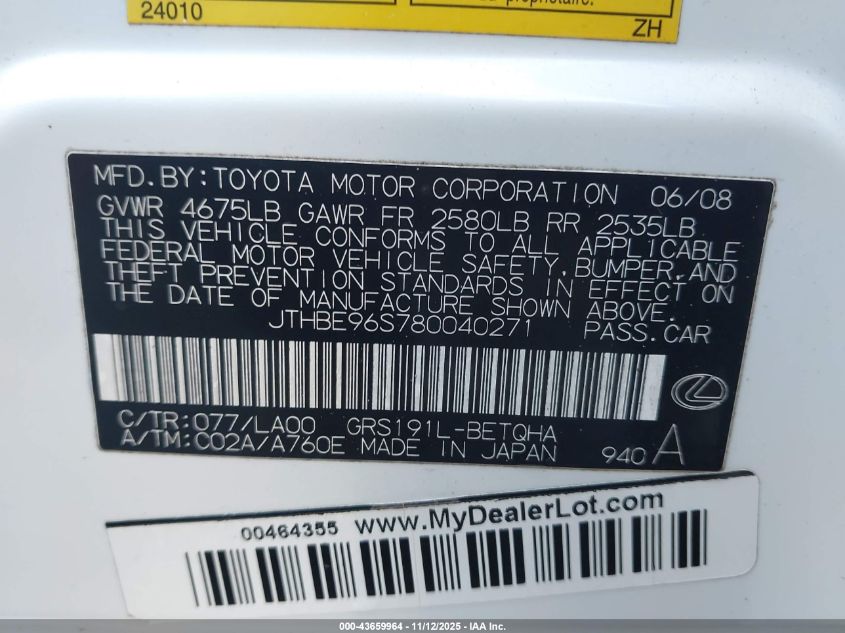 propriétaire.
24010
ZH
MFD.BY:TOYOTA MOTOR CORPORATION 06/08
GVWR 4675LB GAWR FR 2580LB RR 2535LB
THIS VEHICLE CONFORMS TO ALL APPLICABLE
FEDERAL MOTOR VEHICLE SAFETY,BUMPER,AND
THEFT PREVENTION STANDARDS IN EFFECT ON
THE DATE OF MANUFACTURE SHOWN ABOVE.
JTHBE96S780040271 PASS.CAR
C/TR:077/LA00 GRS191L-BETQHA
A/TM:C02A/A760E MADE IN JAPAN 940 A
00464355 www.MyDealerLot.com
000-43659964 - 11/12/2025 - IAA Inc.